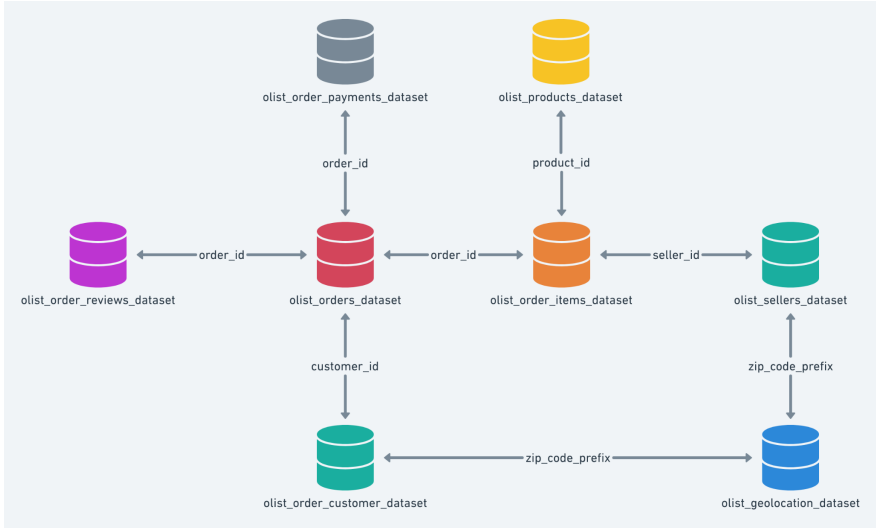 olist_order_payments_dataset
olist_products_dataset
order_id
product_id
order_id
order_id
seller_id
olist_order_reviews_dataset
olist_orders_dataset
olist_order_items_dataset
olist_sellers_dataset
customer_id
zip_code_prefix
zip_code_prefix
olist_order_customer_dataset
olist_geolocation_dataset